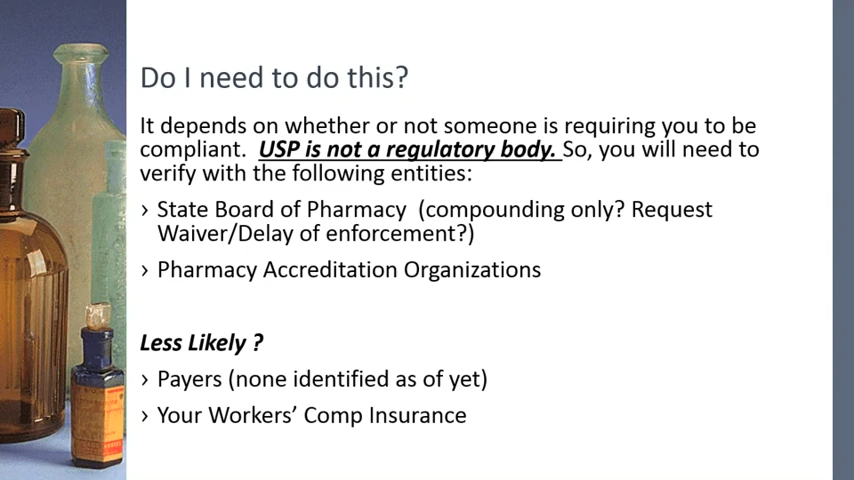 Do I need to do this?
It depends on whether or not someone is requiring you to be
compliant. USP is not a regulatory body. So, you will need to
verify with the following entities:
› State Board of Pharmacy (compounding only? Request
Waiver/Delay of enforcement?)
› Pharmacy Accreditation Organizations
Less Likely ?
› Payers (none identified as of yet)
› Your Workers’ Comp Insurance